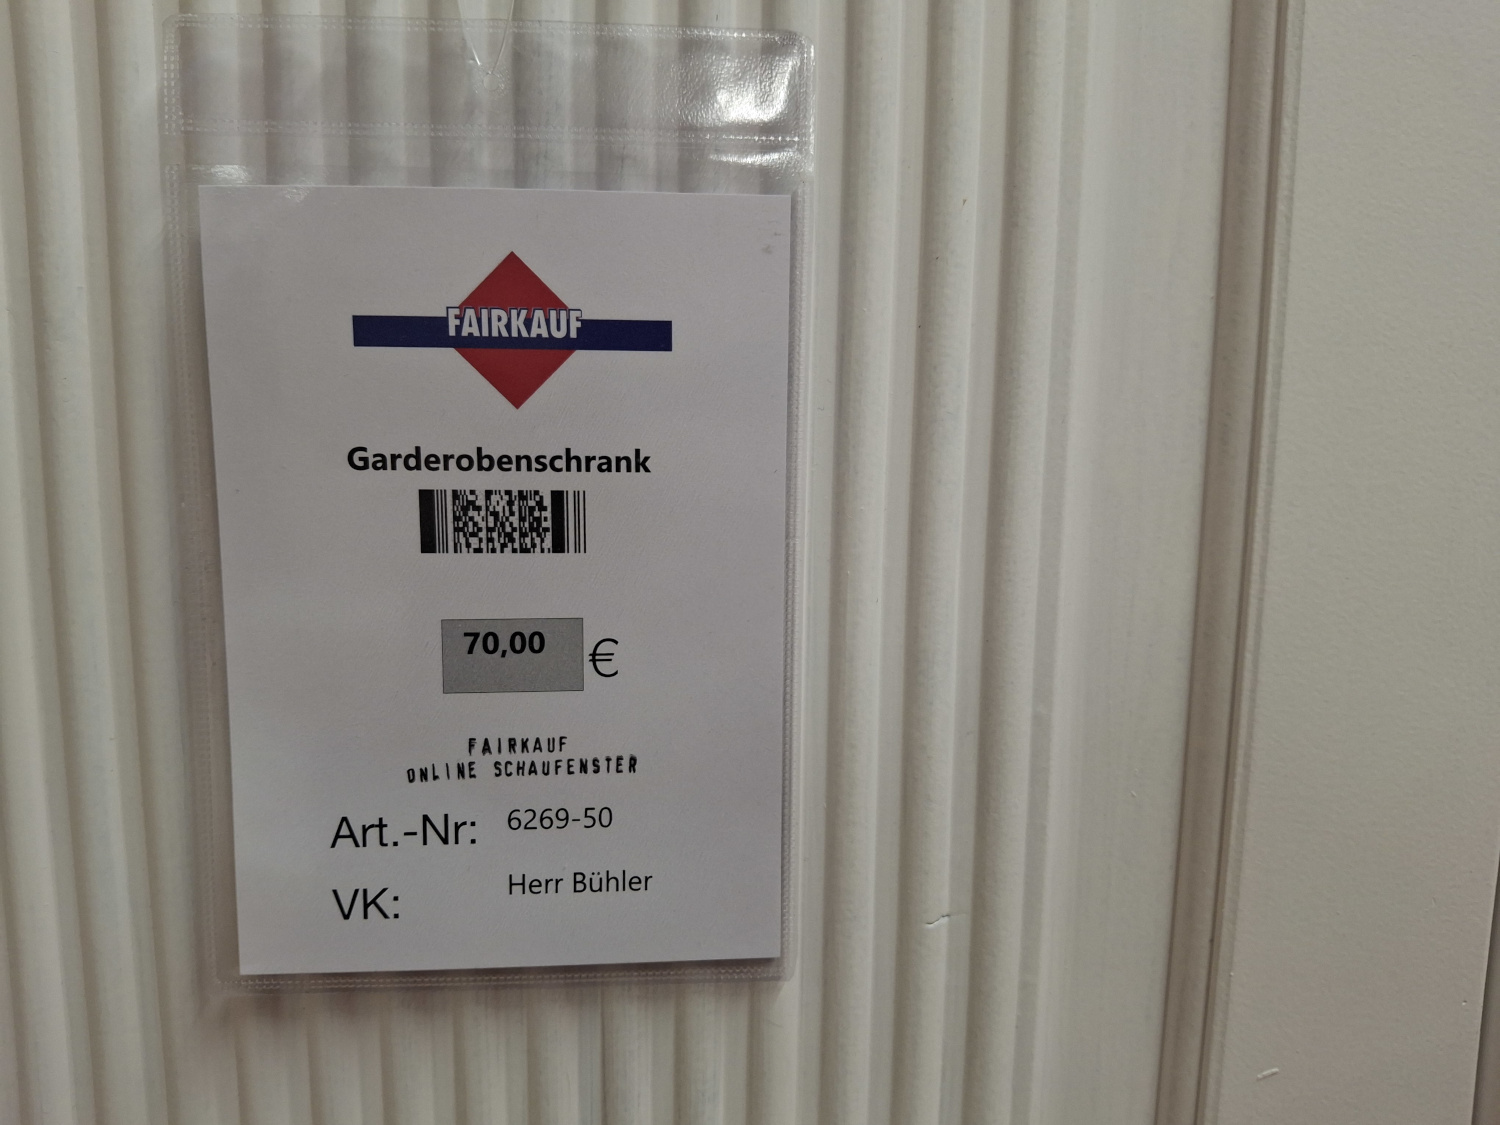 FAIRKAUF
Garderobenschrank
70,00 €
FAIRKAUF
ONLINE SCHAUFENSTER
Art.-Nr: 6269-50
VK: Herr Bühler